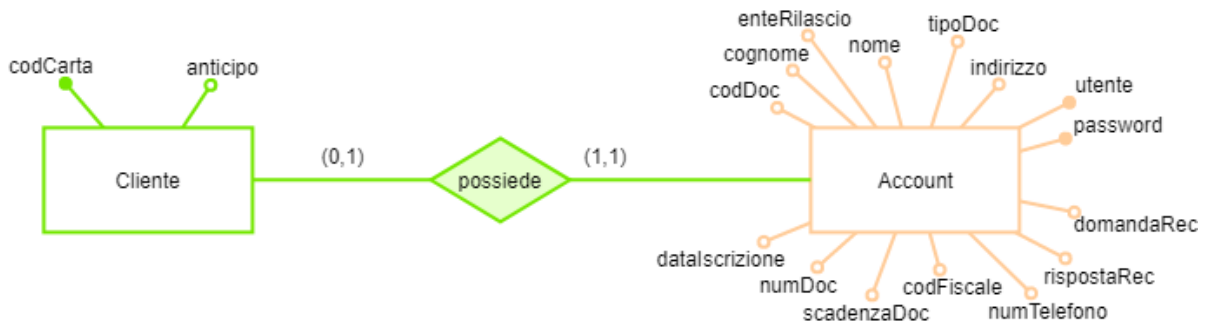 enteRilascio
tipoDoc
cognome
nome
codCarta
anticipo
indirizzo
codDoc
utente
password
Cliente
(0,1)
possiede
(1,1)
Account
domandaRec
dataIscrizione
rispostaRec
numDoc
codFiscale
scadenzaDoc
numTelefono